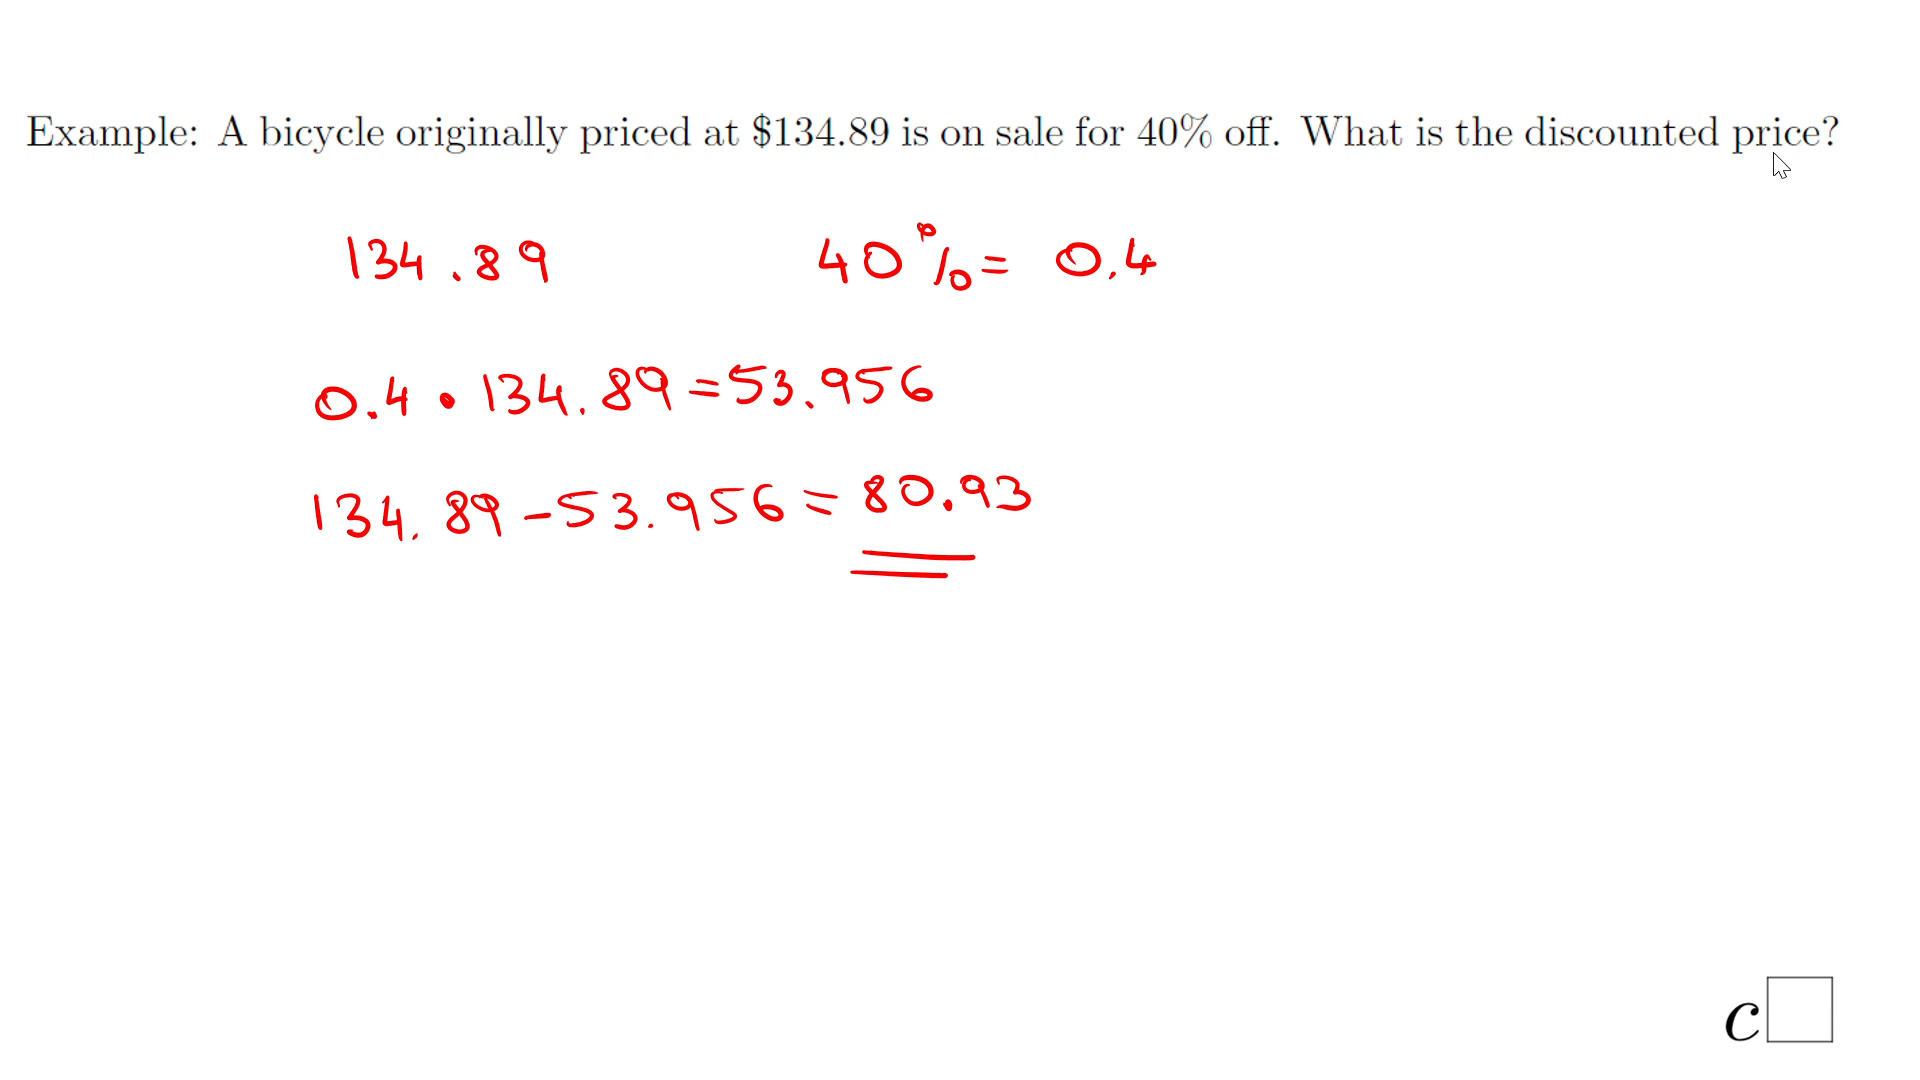 Example: A bicycle originally priced at $134.89 is on sale for 40% off. What is the discounted price?
134.89 40%= 0.4
0.4 • 134.89=53.956
134.89-53.956=80.93
c